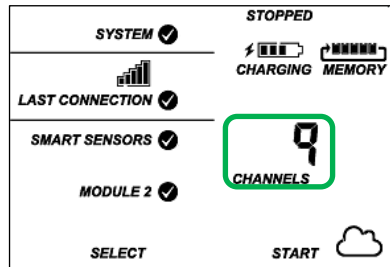 SYSTEM
STOPPED
CHARGING MEMORY
LAST CONNECTION
SMART SENSORS
9
CHANNELS
MODULE 2
SELECT
START